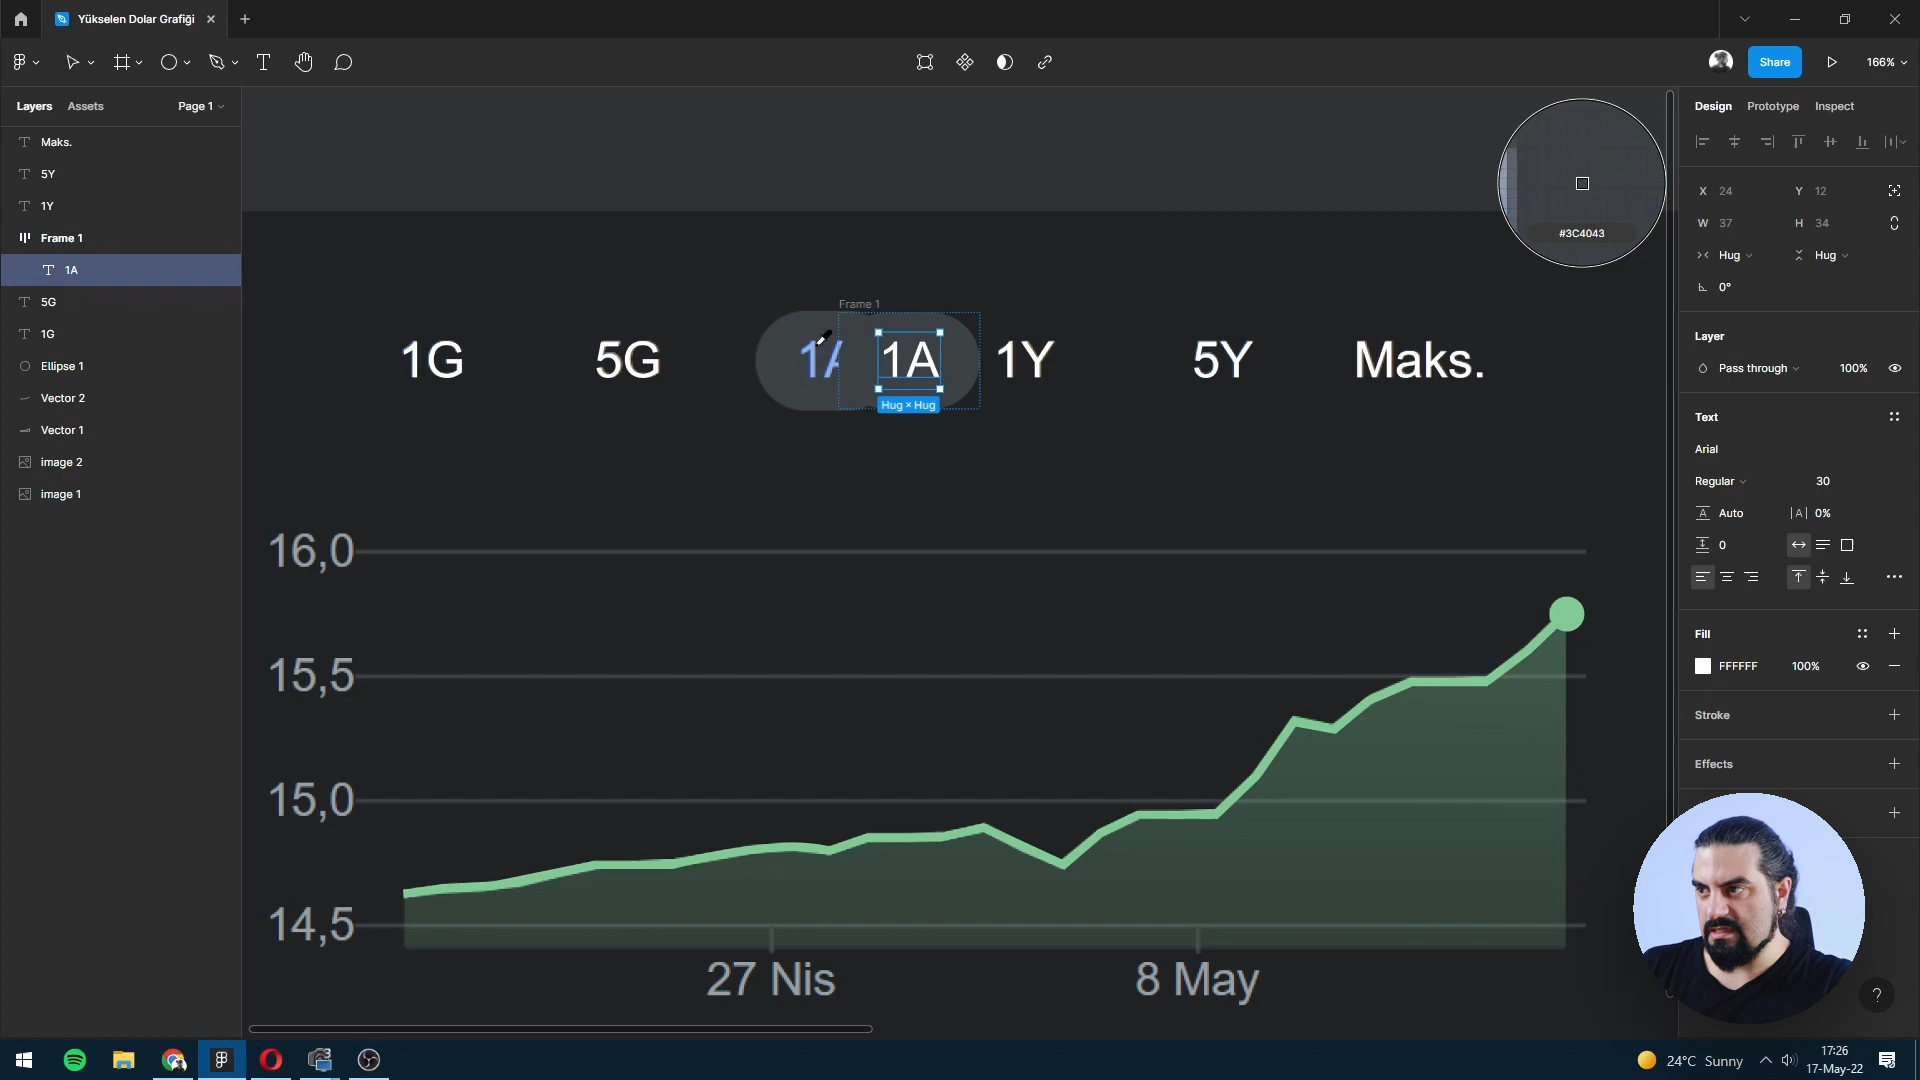 Yükselen Dolar Grafiği
Share
166%
Layers
Assets
Page 1
Design
Prototype
Inspect
Maks.
5Y
1Y
Frame 1
1A
5G
1G
Ellipse 1
Vector 2
Vector 1
image 2
image 1
#3C4043
Frame 1
1G
5G
1A
1A
1Y
5Y
Maks.
Hug × Hug
16,0
15,5
15,0
14,5
27 Nis
8 May
X 24
Y 12
W 37
H 34
Hug
Hug
0°
Layer
Pass through
100%
Text
Arial
Regular
30
Auto
|A| 0%
0
Fill
FFFFFF
100%
Stroke
Effects
?
24°C Sunny
17:26
17-May-22